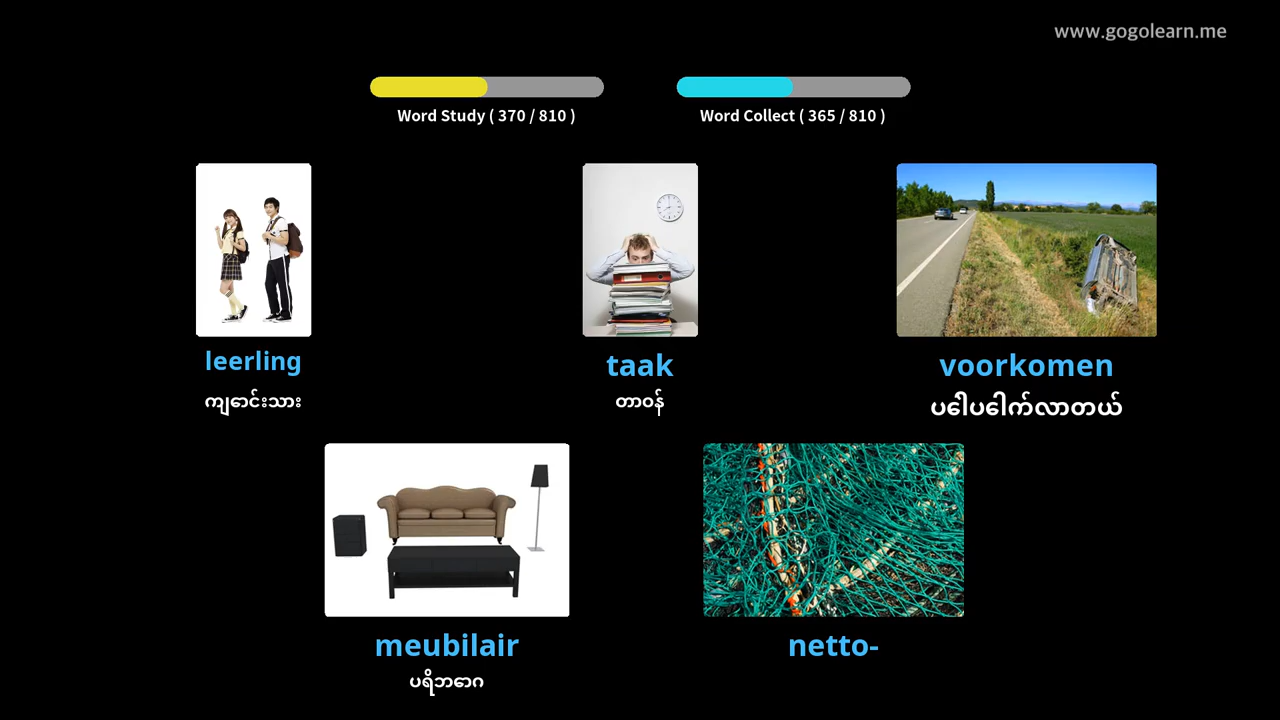 www.gogolearn.me
Word Study ( 370 / 810 )
Word Collect ( 365 / 810 )
leerling
ကျောင်းသား
taak
တာဝန်
voorkomen
ပေါ်ပေါက်လာတယ်
meubilair
ပရိဘောဂ
netto-